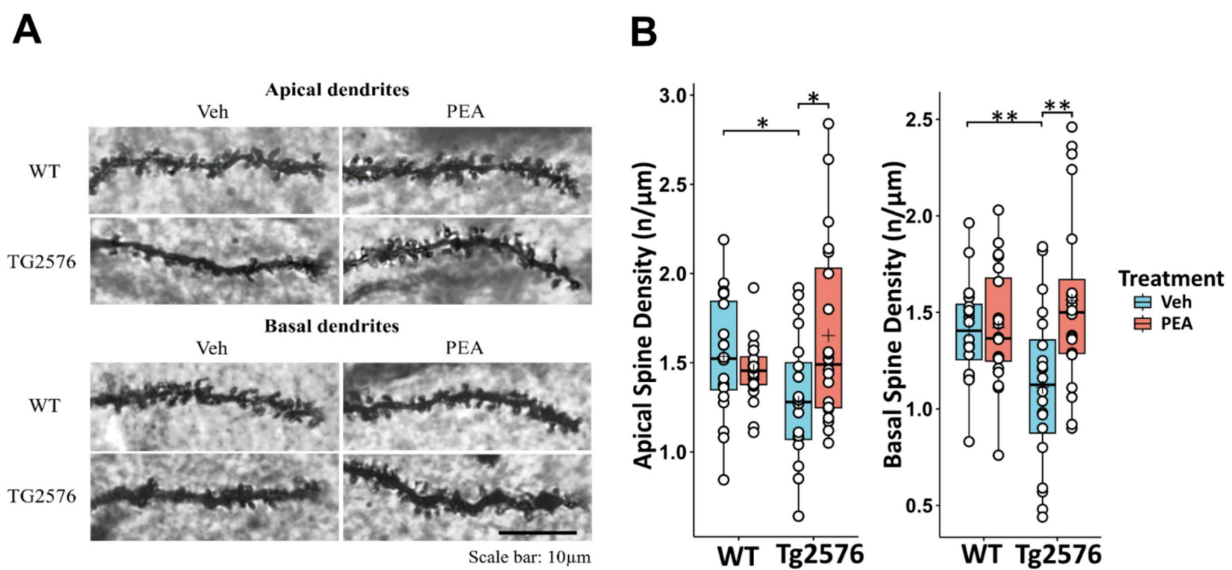 A
Apical dendrites
Veh PEA
WT
TG2576
Basal dendrites
Veh PEA
WT
TG2576
Scale bar: 10µm
B
Apical Spine Density (n/µm)
3.0
2.5
2.0
1.5
1.0
* *
WT Tg2576
Basal Spine Density (n/µm)
2.5
2.0
1.5
1.0
0.5
** **
WT Tg2576
Treatment
Veh
PEA